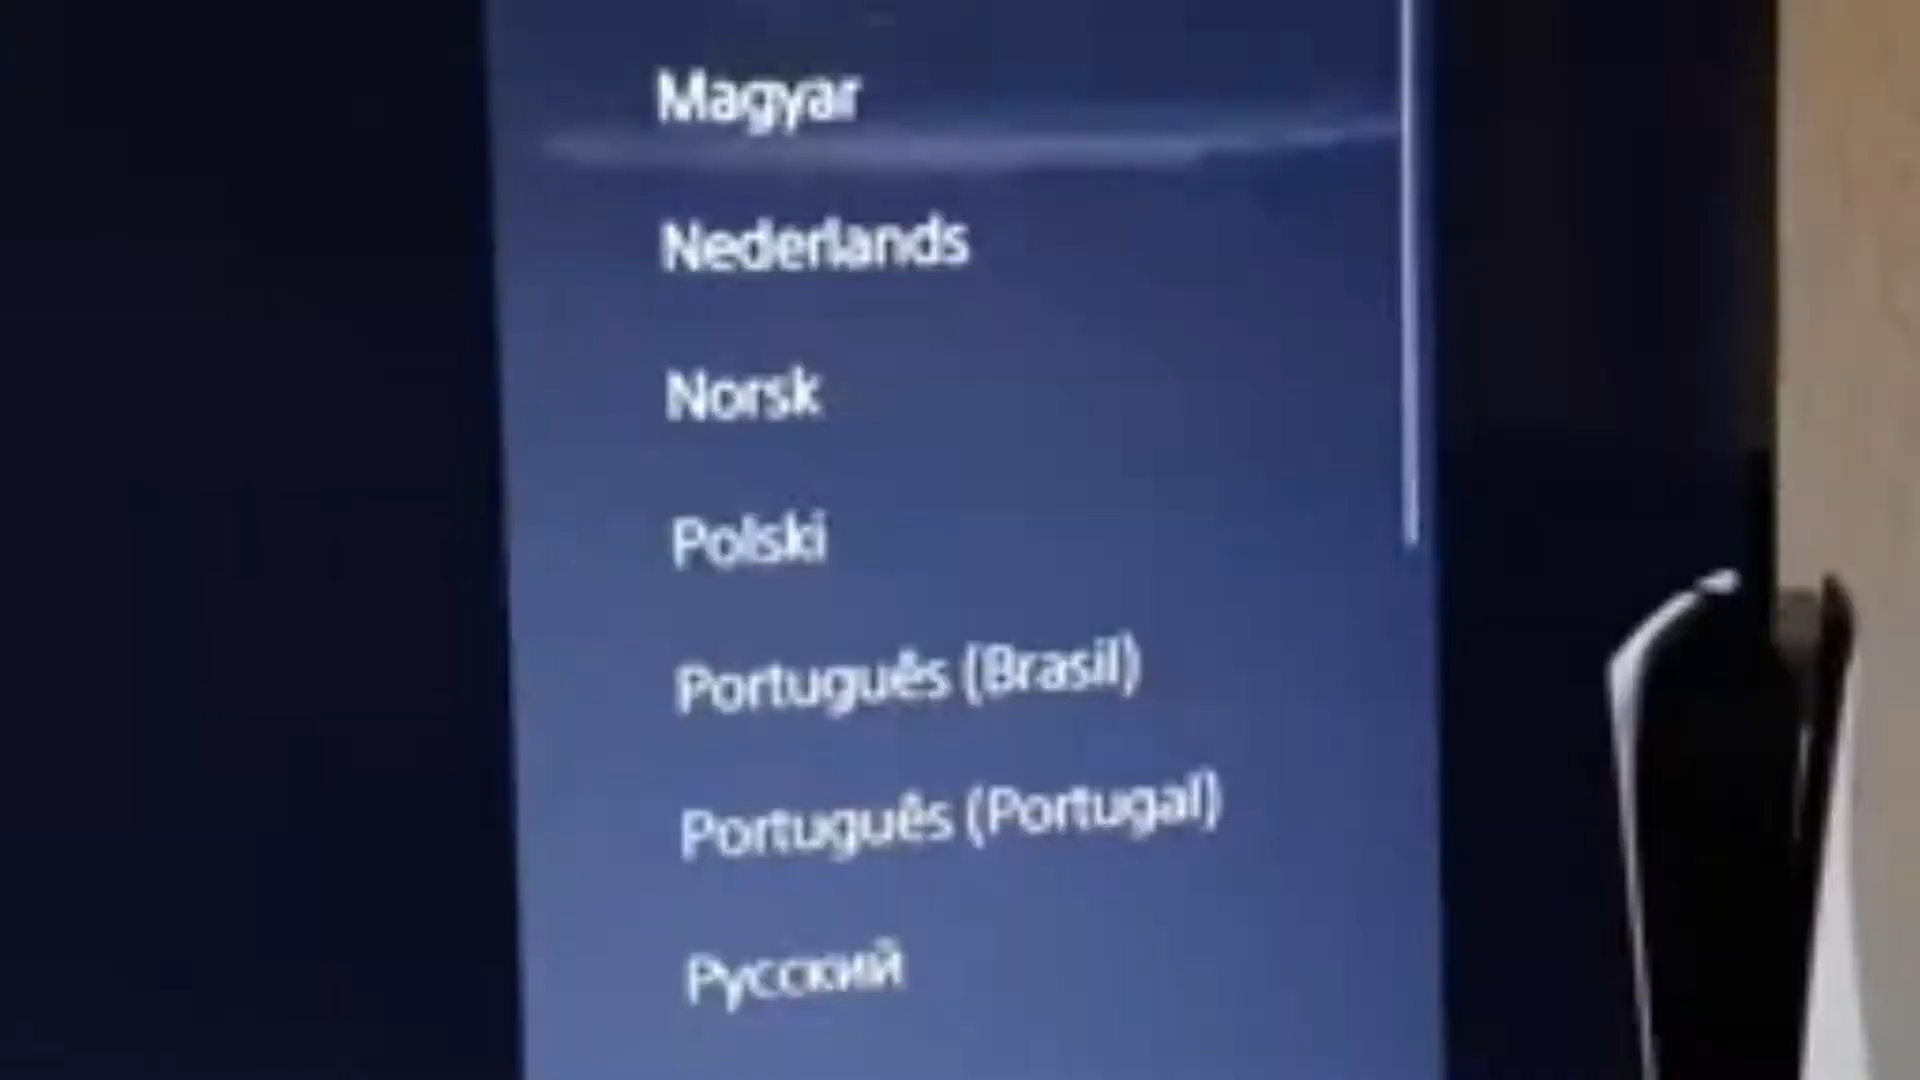 Magyar
Nederlands
Norsk
Polski
Português (Brasil)
Português (Portugal)
Русский